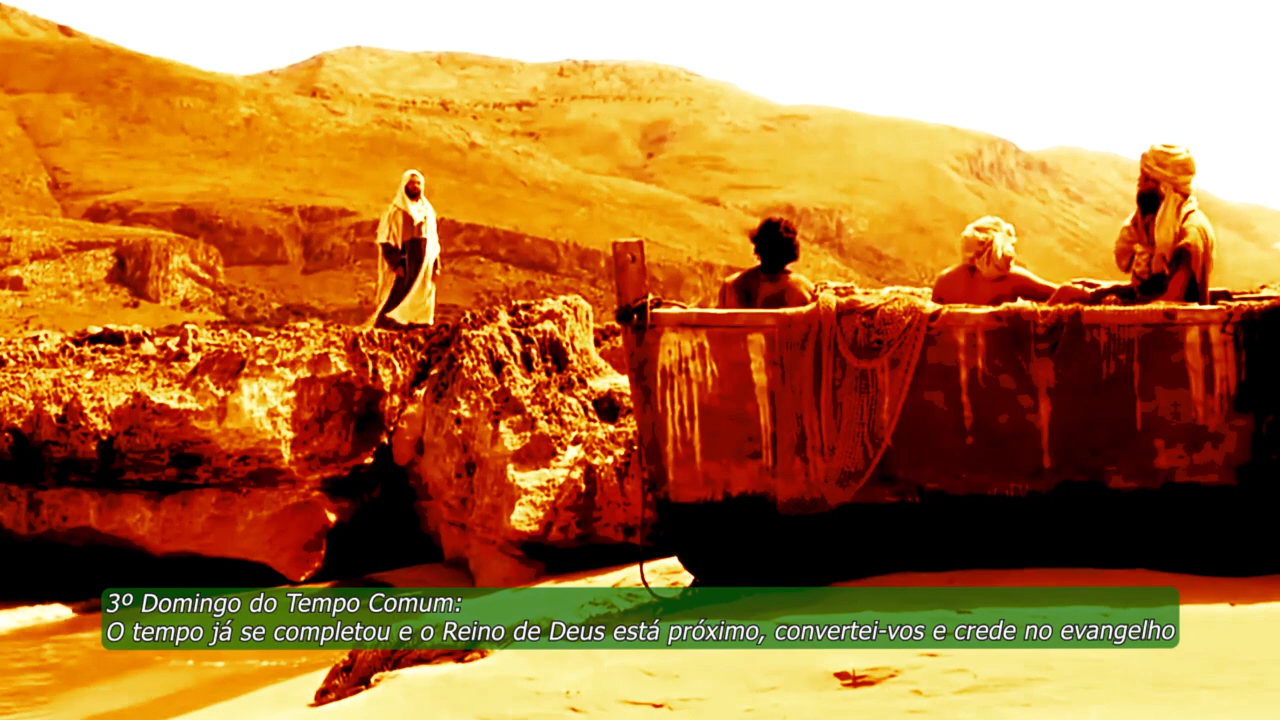 3º Domingo do Tempo Comum:
O tempo já se completou e o Reino de Deus está próximo, convertei-vos e crede no evangelho